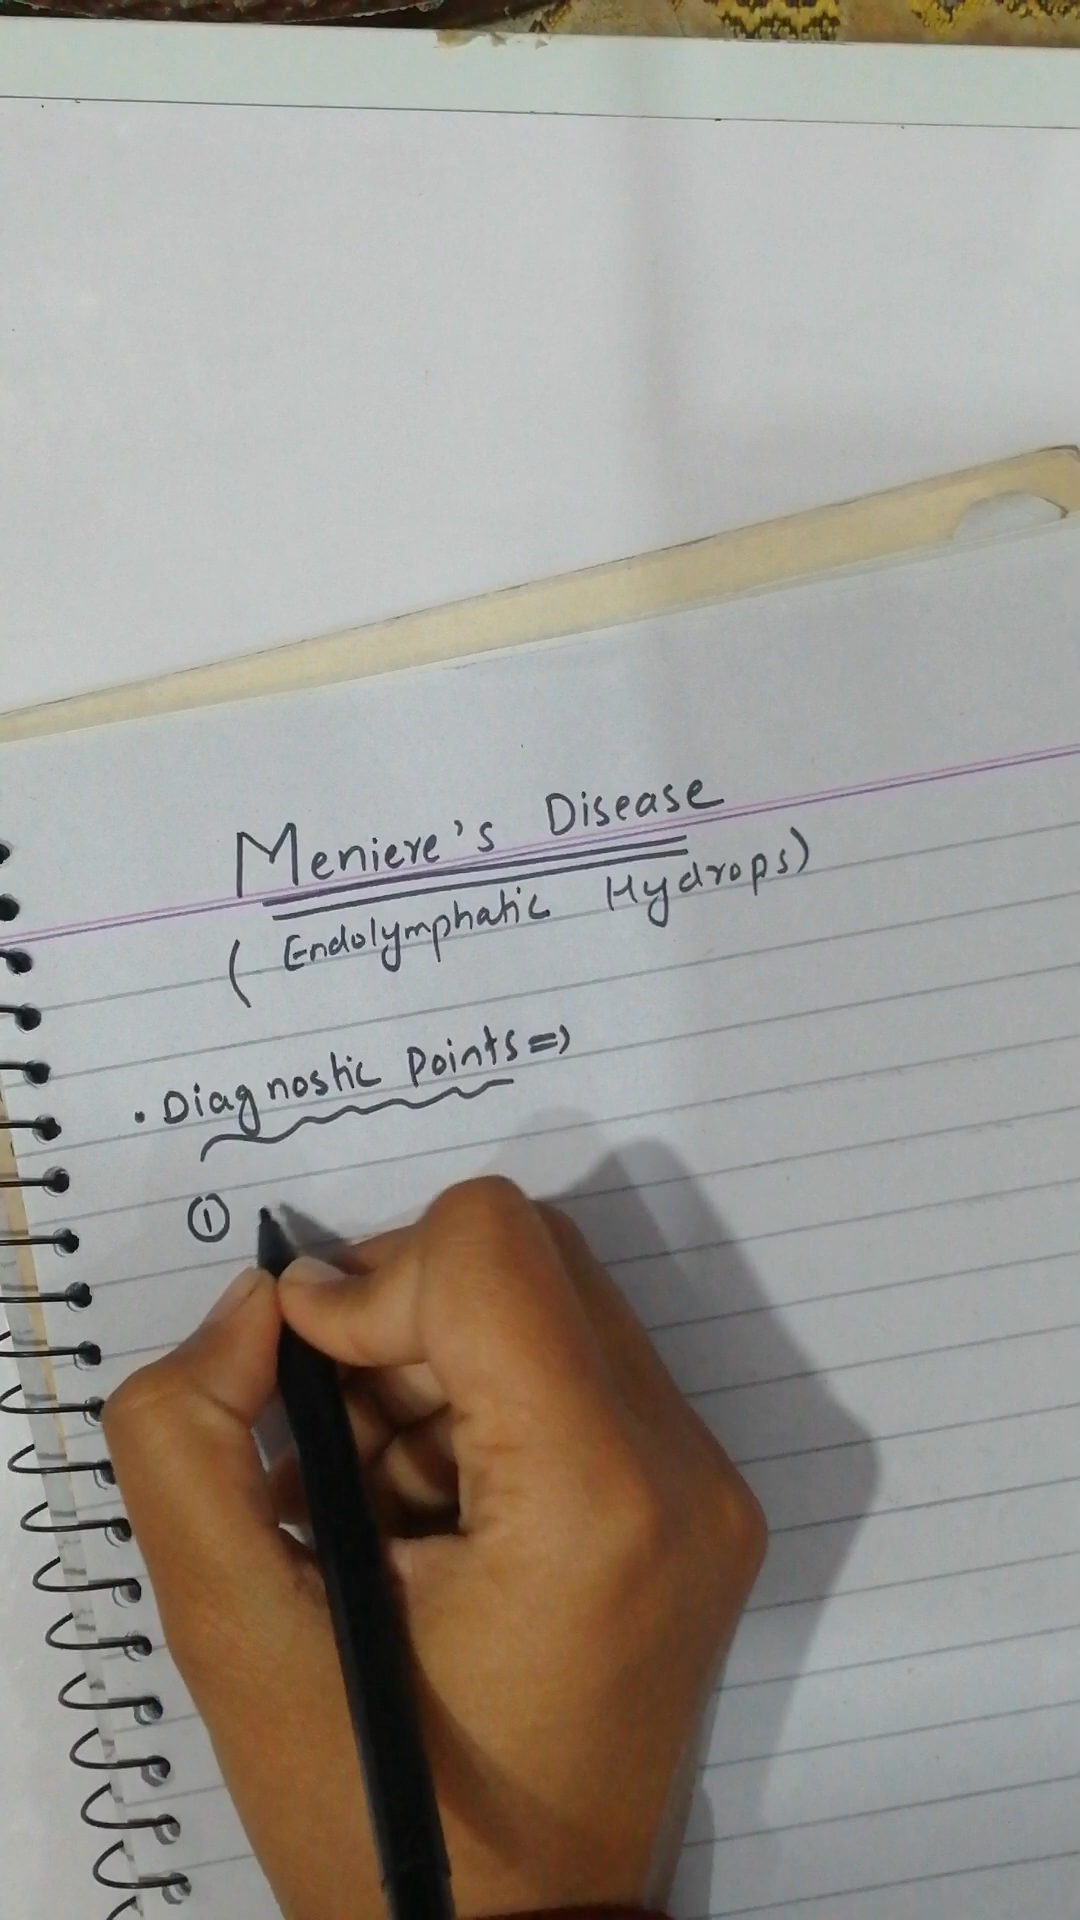 Meniere's Disease
(Endolymphatic Hydrops)
• Diagnostic Points =>
①